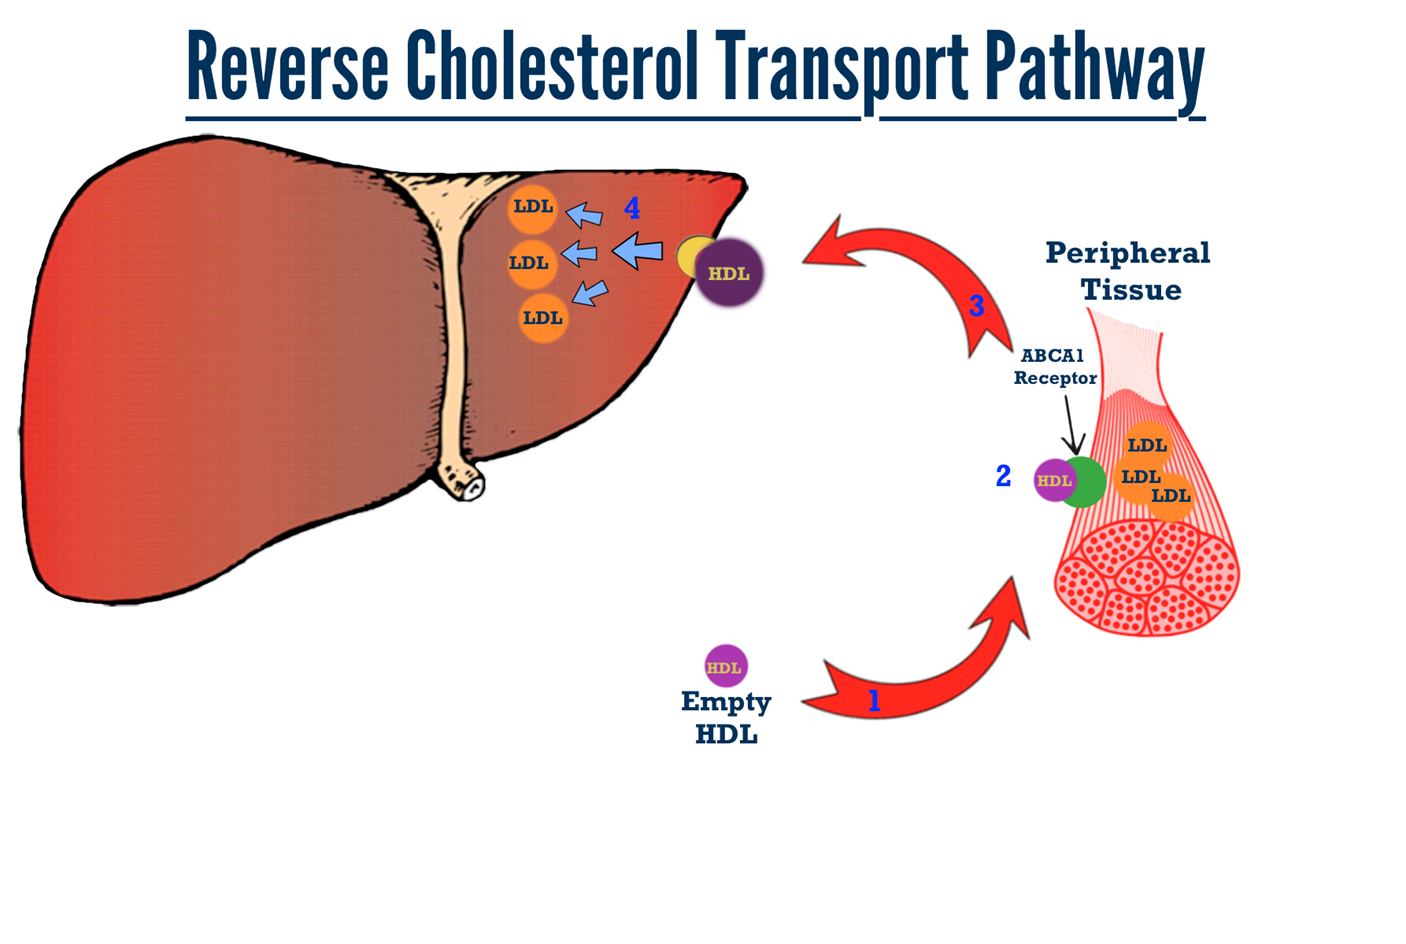 Reverse Cholesterol Transport Pathway
LDL
LDL
LDL
4
HDL
3
Peripheral
Tissue
ABCA1
Receptor
2
HDL
LDL
LDL
LDL
HDL
Empty
HDL
1